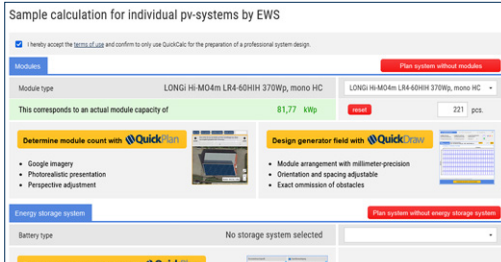 Sample calculation for individual pv-systems by EWS
I hereby accept the terms of use and confirm to only use QuickCalc for the preparation of a professional system design.
Modules
Plan system without modules
Module type
LONGi Hi-MO4m LR4-60HIH 370Wp, mono HC
LONGi Hi-MO4m LR4-60HIH 370Wp, mono HC
This corresponds to an actual module capacity of
81,77 kWp
reset
221 pcs.
Determine module count with QuickPlan
Google imagery
Photorealistic presentation
Perspective adjustment
Design generator field with QuickDraw
Module arrangement with millimeter-precision
Orientation and spacing adjustable
Exact ommission of obstacles
Energy storage system
Plan system without energy storage system
Battery type
No storage system selected